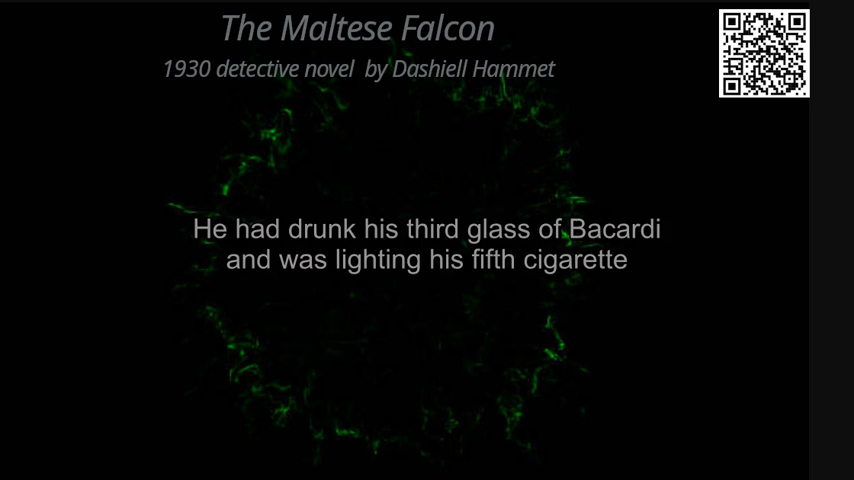 The Maltese Falcon
1930 detective novel by Dashiell Hammet
He had drunk his third glass of Bacardi
and was lighting his fifth cigarette